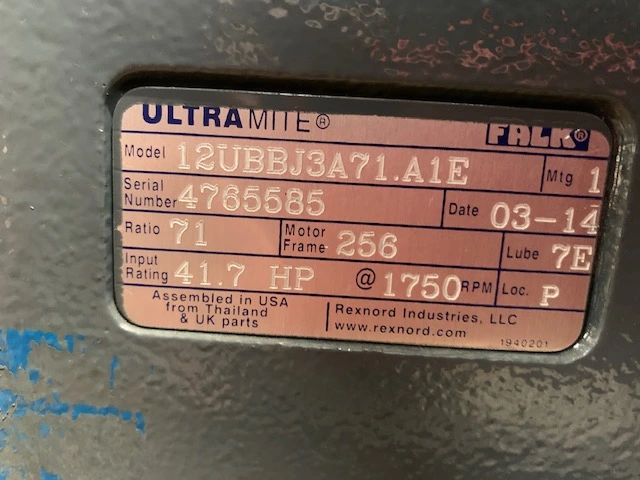 ULTRAMITE® FALK®
Model 12UBBJ3A71.A1E Mtg 1
Serial Number 4765585 Date 03-14
Ratio 71 Motor Frame 256 Lube 7E
Input Rating 41.7 HP @ 1750 RPM Loc. P
Assembled in USA
from Thailand
& UK parts
Rexnord Industries, LLC
www.rexnord.com
1940201